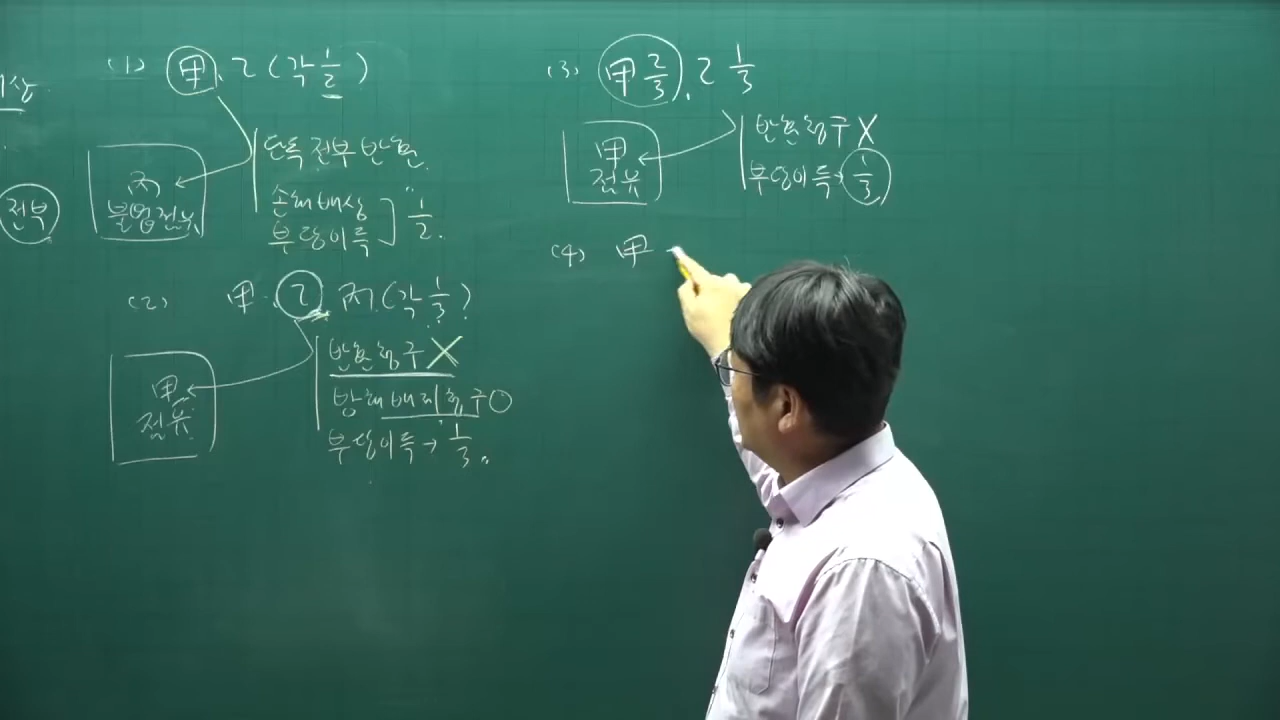 전부
(1) 甲, 乙 (각 1/2)
丙
불법점유
단독 전부 반환.
손해배상
부당이득
] 1/2.
(2) 甲. 乙, 丙 (각 1/3)
甲
점유
반환청구 X
방해배제청구 ○
부당이득 → 1/3.
(3) 甲 2/3, 乙 1/3
甲
점유
반환청구 X
부당이득 → 1/3
(4) 甲